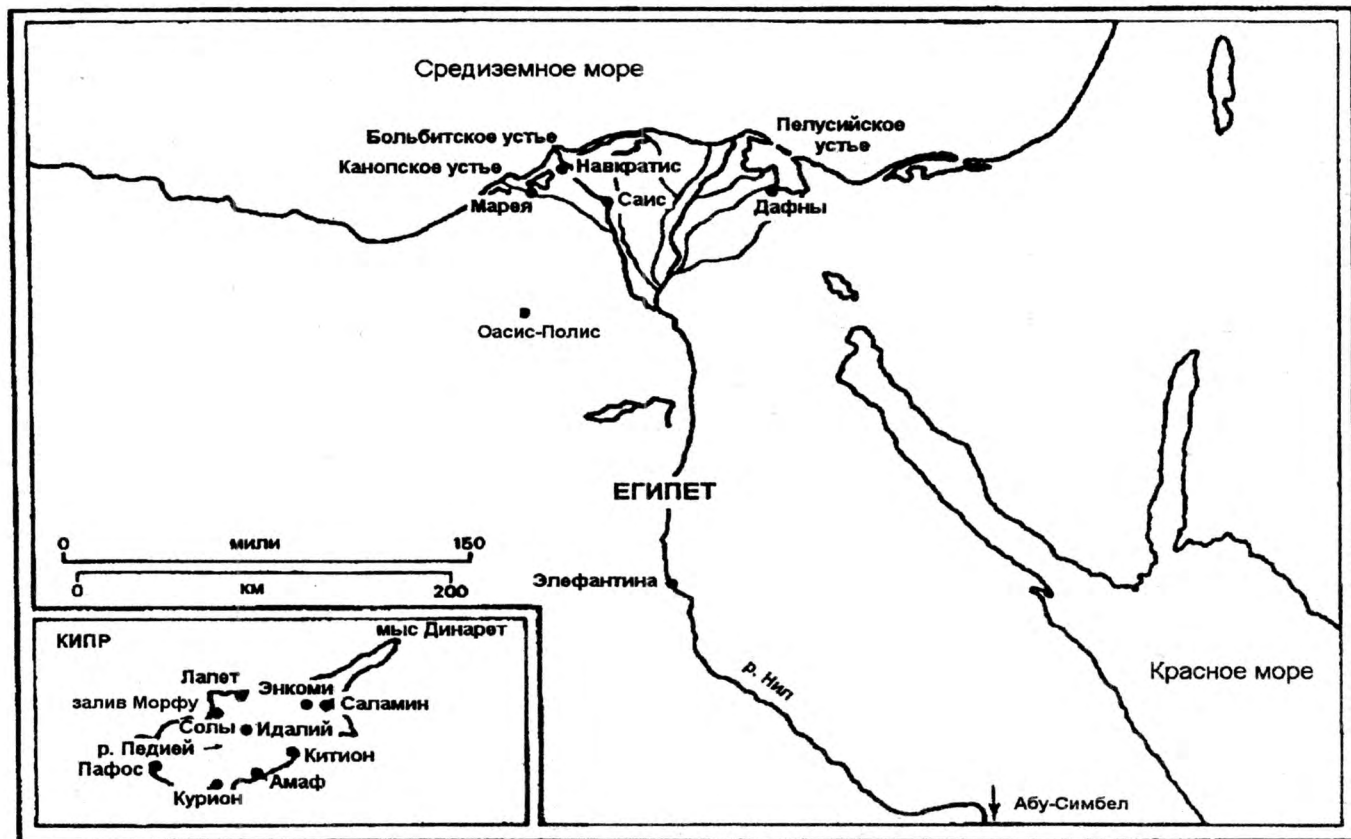 Средиземное море
Больбитское устье
Пелусийское
устье
Канопское устье
Навкратис
Марея
Саис
Дафны
Оасис-Полис
ЕГИПЕТ
0 мили 150
0 км 200
Элефантина
р. Нил
Красное море
Абу-Симбел
КИПР
мыс Динарет
Лапет
Энкоми
залив Морфу
Саламин
Солы
Идалий
р. Педией
Китион
Пафос
Амаф
Курион